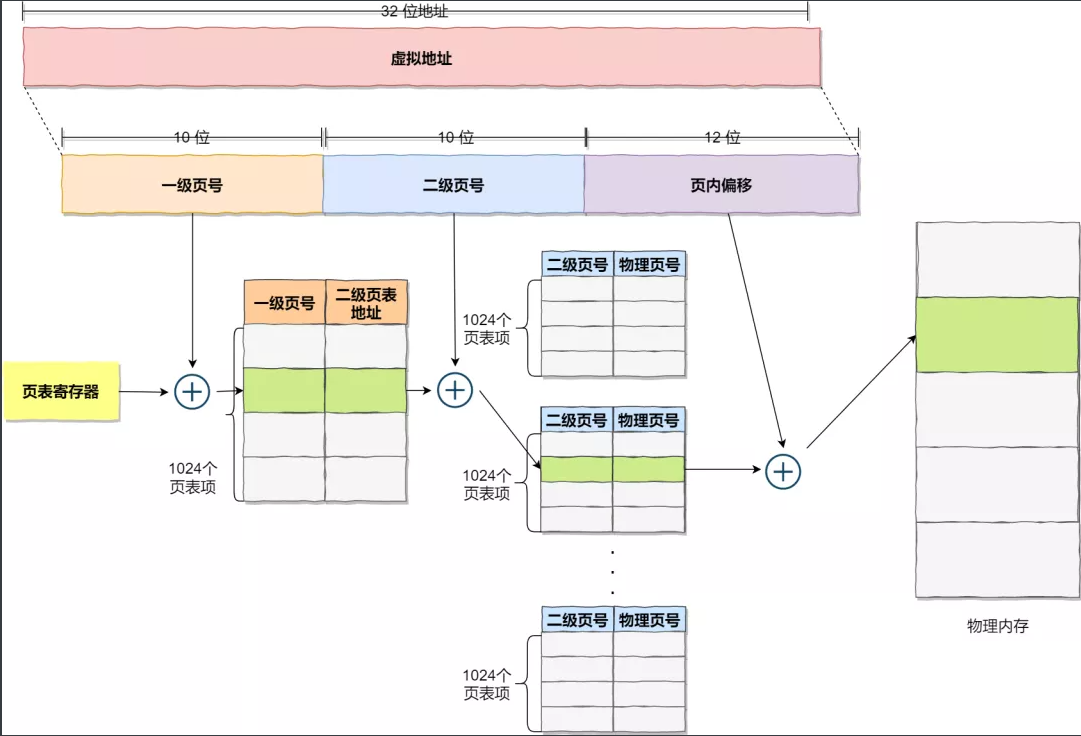 32 位地址
虚拟地址
10 位
10 位
12 位
一级页号
二级页号
页内偏移
一级页号
二级页表
地址
二级页号
物理页号
1024个
页表项
页表寄存器
1024个
页表项
二级页号
物理页号
1024个
页表项
.
.
.
二级页号
物理页号
1024个
页表项
物理内存